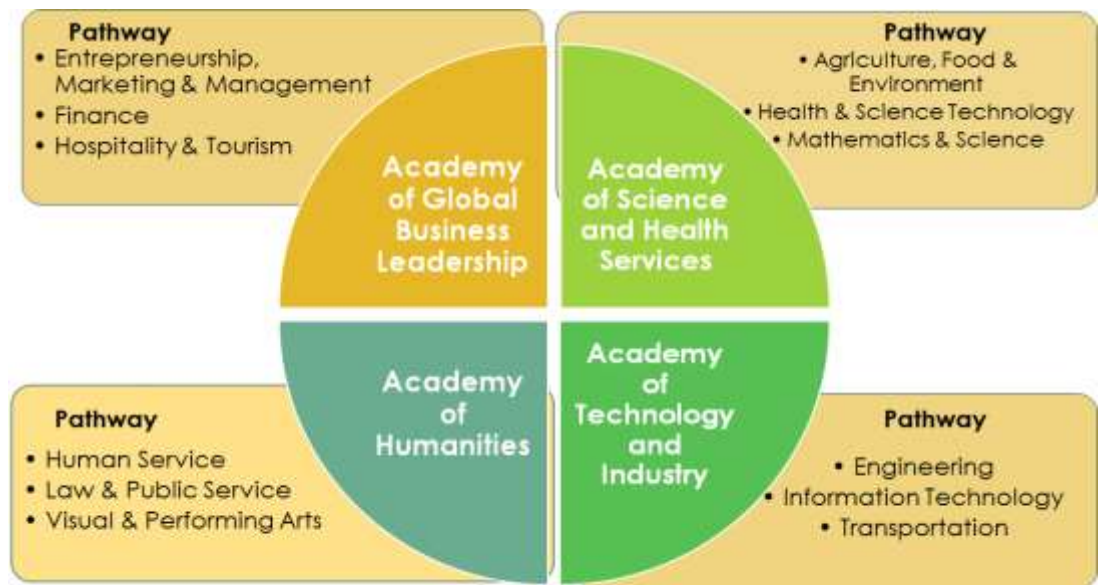 Pathway
• Entrepreneurship,
Marketing & Management
• Finance
• Hospitality & Tourism
Pathway
• Agriculture, Food &
Environment
• Health & Science Technology
• Mathematics & Science
Academy
of Global
Business
Leadership
Academy
of Science
and Health
Services
Academy
of
Humanities
Academy
of
Technology
and
Industry
Pathway
• Human Service
• Law & Public Service
• Visual & Performing Arts
Pathway
• Engineering
• Information Technology
• Transportation